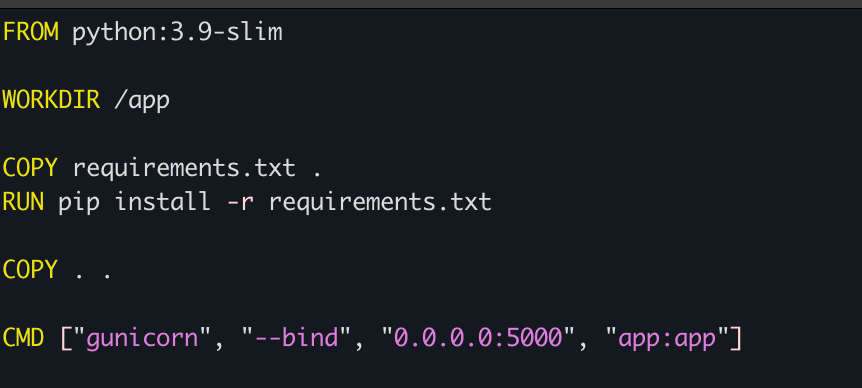 FROM python:3.9-slim
WORKDIR /app
COPY requirements.txt .
RUN pip install -r requirements.txt
COPY . .
CMD ["gunicorn", "--bind", "0.0.0.0:5000", "app:app"]